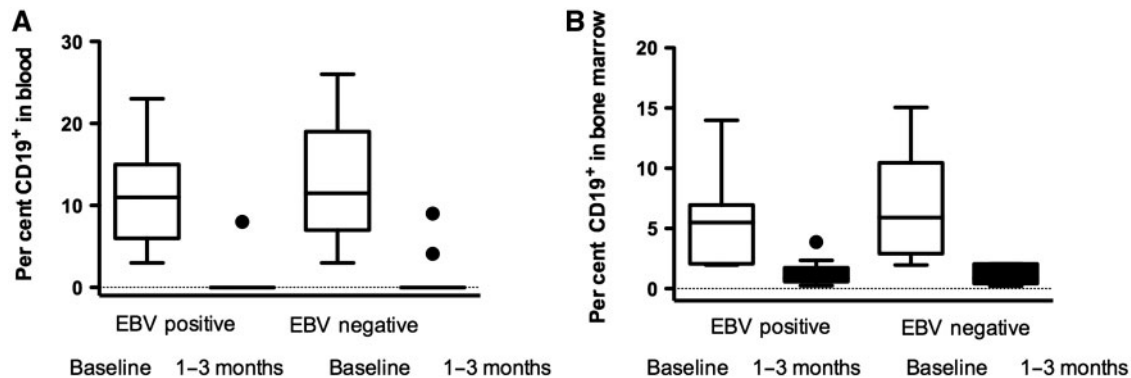 A
Per cent CD19+ in blood
30
20
10
0
EBV positive EBV negative
Baseline 1–3 months Baseline 1–3 months
B
Per cent CD19+ in bone marrow
20
15
10
5
0
EBV positive EBV negative
Baseline 1–3 months Baseline 1–3 months